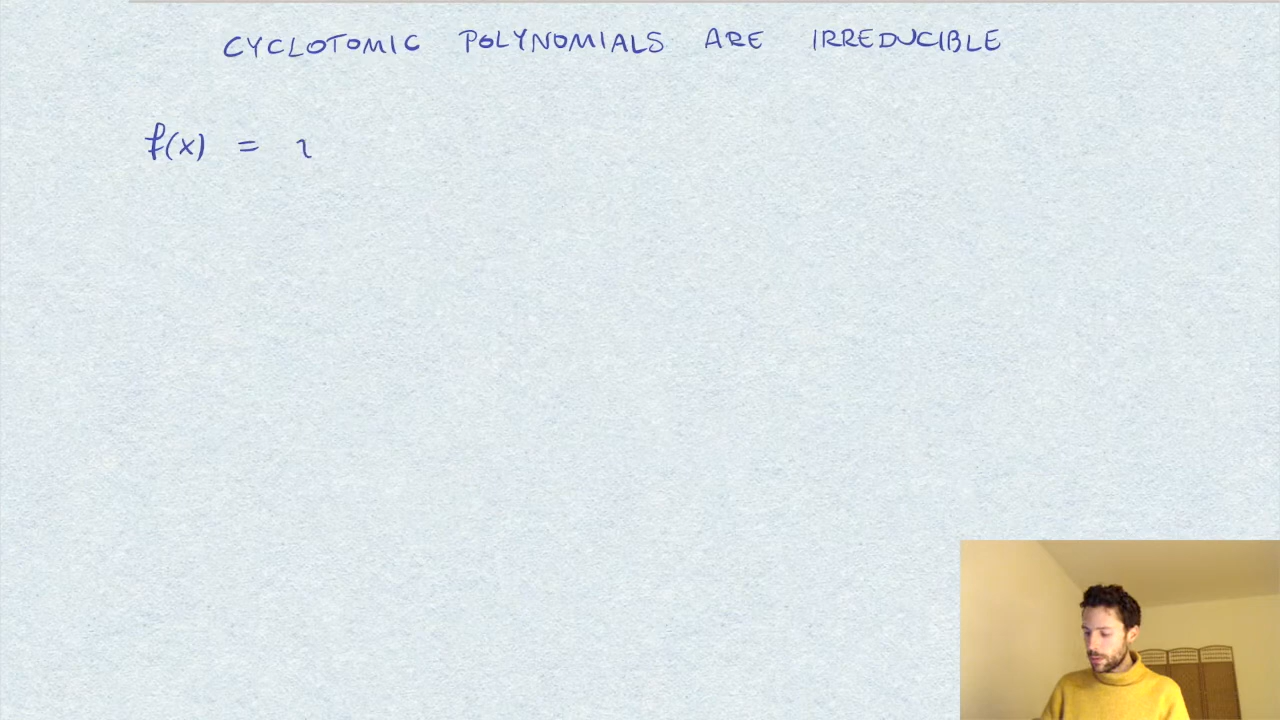 CYCLOTOMIC POLYNOMIALS ARE IRREDUCIBLE
f(x) =